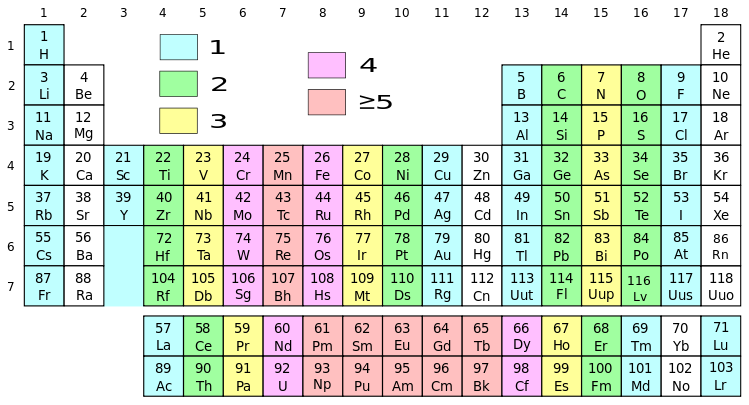 1 2 3 4 5 6 7 8 9 10 11 12 13 14 15 16 17 18
1 1 2
H 1 4 He
2 3 4 2 ≥5 5 6 7 8 9 10
Li Be 3 B C N O F Ne
3 11 12 13 14 15 16 17 18
Na Mg Al Si P S Cl Ar
4 19 20 21 22 23 24 25 26 27 28 29 30 31 32 33 34 35 36
K Ca Sc Ti V Cr Mn Fe Co Ni Cu Zn Ga Ge As Se Br Kr
5 37 38 39 40 41 42 43 44 45 46 47 48 49 50 51 52 53 54
Rb Sr Y Zr Nb Mo Tc Ru Rh Pd Ag Cd In Sn Sb Te I Xe
6 55 56 72 73 74 75 76 77 78 79 80 81 82 83 84 85 86
Cs Ba Hf Ta W Re Os Ir Pt Au Hg Tl Pb Bi Po At Rn
7 87 88 104 105 106 107 108 109 110 111 112 113 114 115 116 117 118
Fr Ra Rf Db Sg Bh Hs Mt Ds Rg Cn Uut Fl Uup Lv Uus Uuo
57 58 59 60 61 62 63 64 65 66 67 68 69 70 71
La Ce Pr Nd Pm Sm Eu Gd Tb Dy Ho Er Tm Yb Lu
89 90 91 92 93 94 95 96 97 98 99 100 101 102 103
Ac Th Pa U Np Pu Am Cm Bk Cf Es Fm Md No Lr